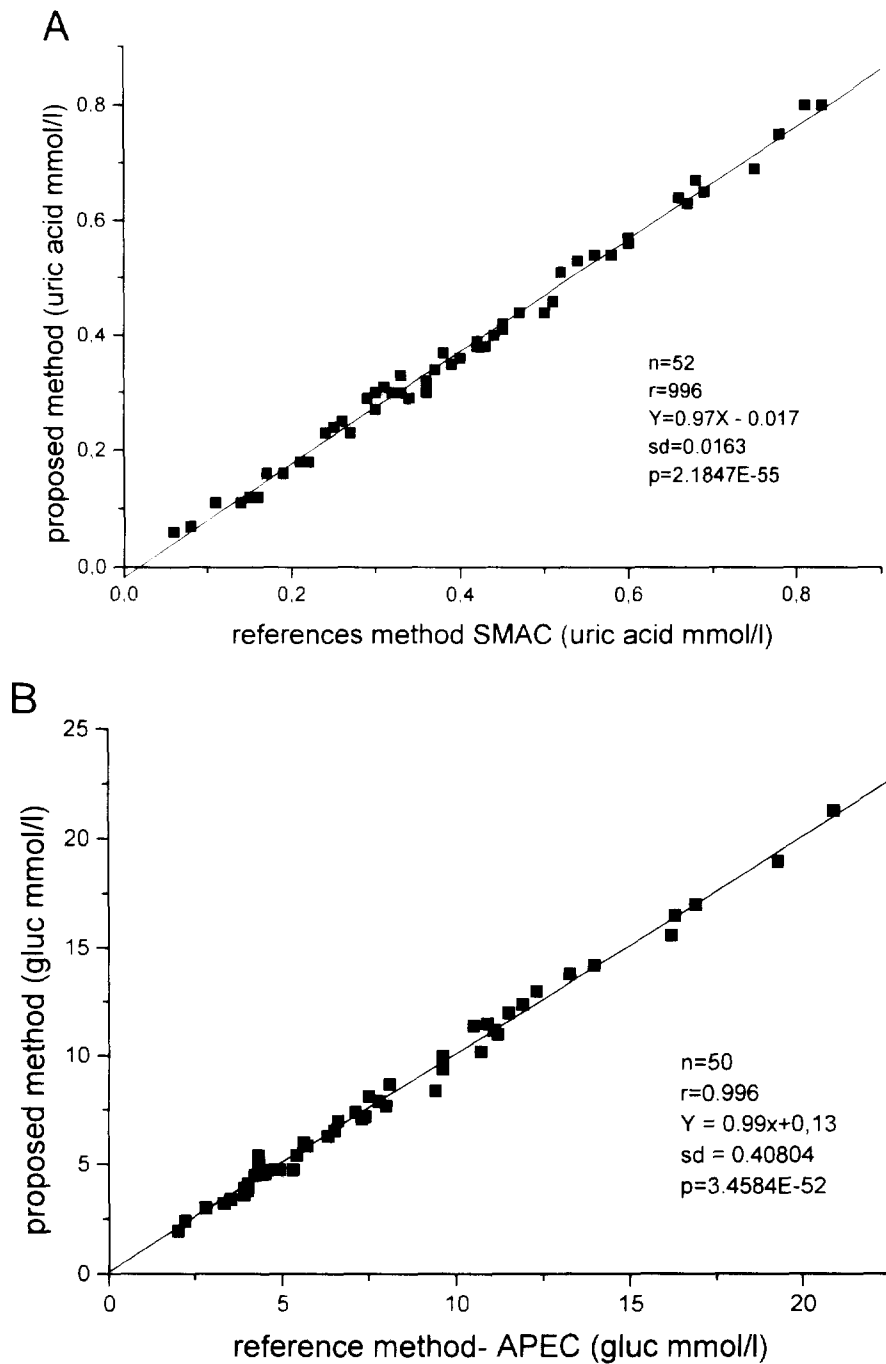 A
proposed method (uric acid mmol/l)
0.8
0.6
0.4
0.2
0.0
n=52
r=996
Y=0.97X - 0.017
sd=0.0163
p=2.1847E-55
0.0 0.2 0.4 0.6 0.8
references method SMAC (uric acid mmol/l)
B
proposed method (gluc mmol/l)
25
20
15
10
5
0
n=50
r=0.996
Y = 0.99x+0,13
sd = 0.40804
p=3.4584E-52
0 5 10 15 20
reference method- APEC (gluc mmol/l)